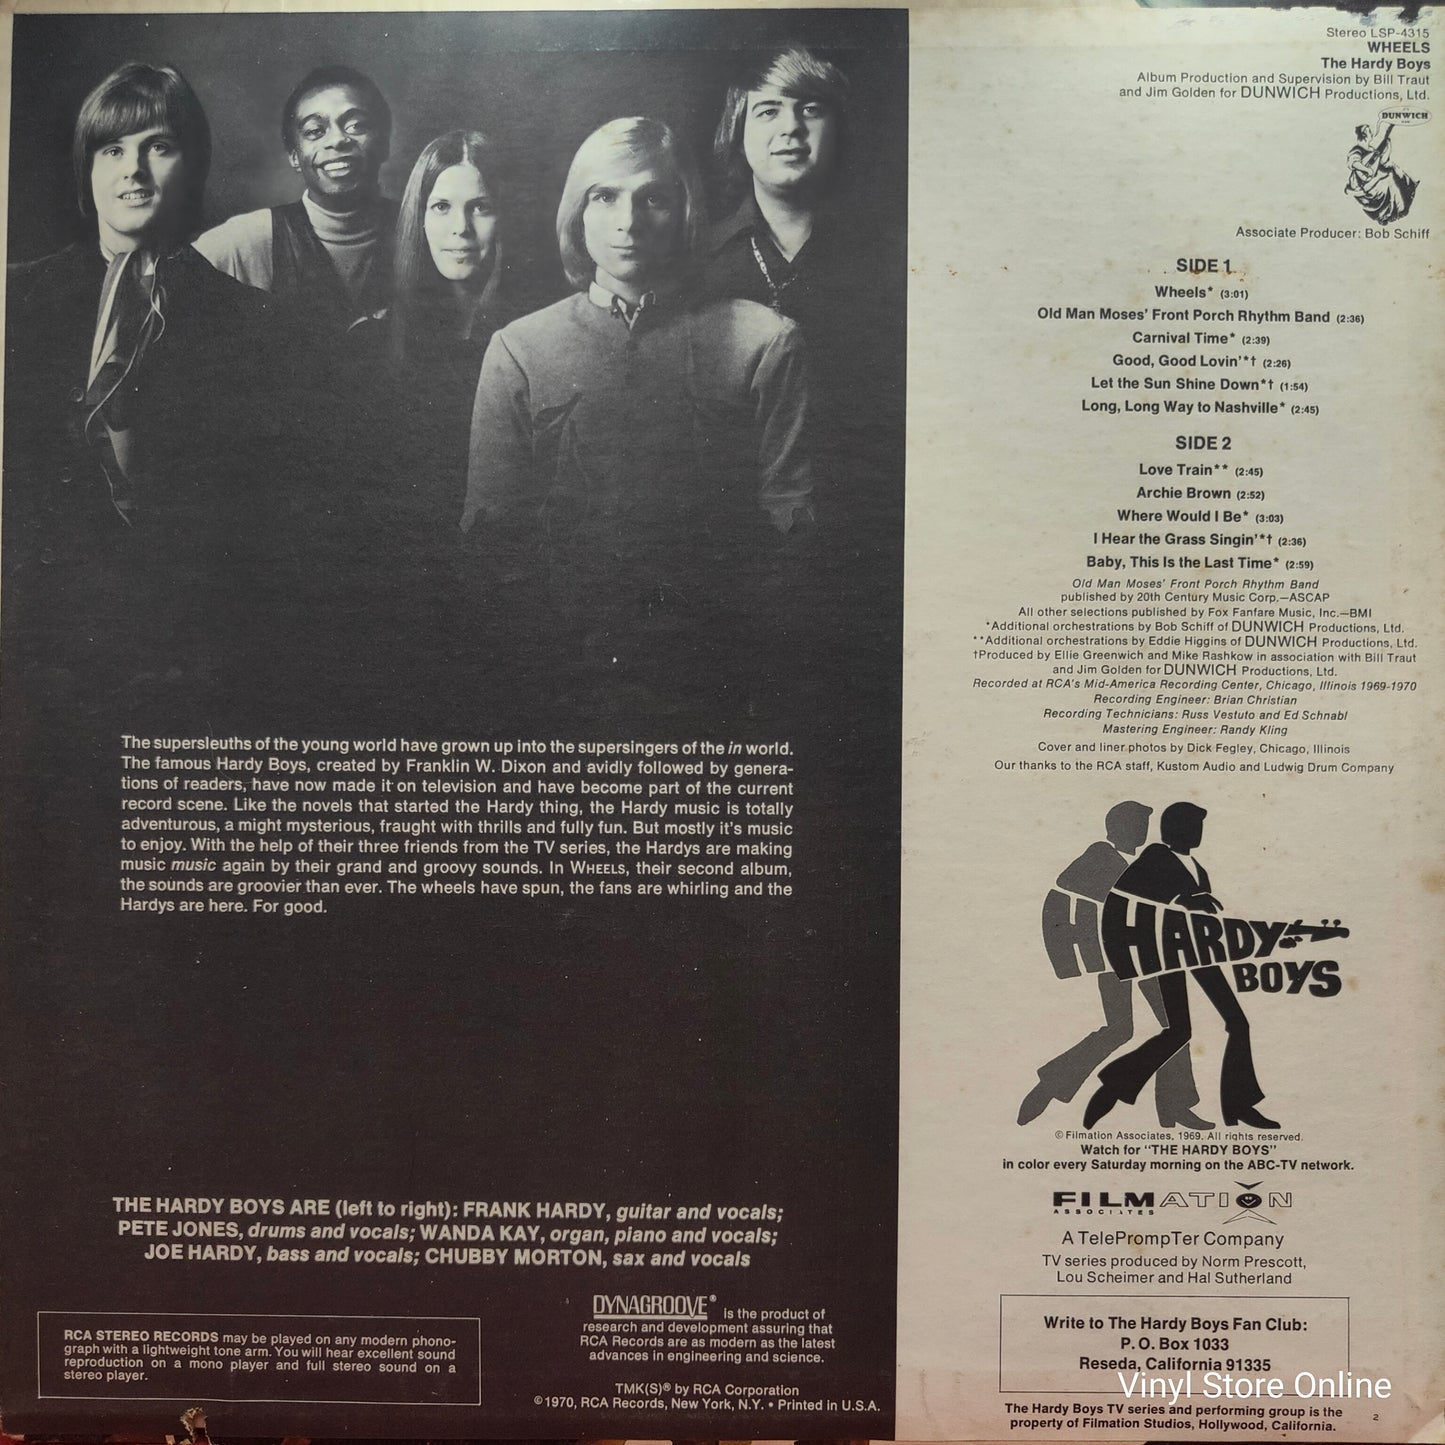 Stereo LSP-4315
WHEELS
The Hardy Boys
Album Production and Supervision by Bill Traut
and Jim Golden for DUNWICH Productions, Ltd.
DUNWICH
Associate Producer: Bob Schiff
SIDE 1
Wheels* (3:01)
Old Man Moses' Front Porch Rhythm Band (2:36)
Carnival Time* (2:39)
Good, Good Lovin'*† (2:26)
Let the Sun Shine Down*† (1:54)
Long, Long Way to Nashville* (2:45)
SIDE 2
Love Train** (2:45)
Archie Brown (2:52)
Where Would I Be* (3:03)
I Hear the Grass Singin'*† (2:36)
Baby, This Is the Last Time* (2:59)
Old Man Moses' Front Porch Rhythm Band
published by 20th Century Music Corp.—ASCAP
All other selections published by Fox Fanfare Music, Inc.—BMI
*Additional orchestrations by Bob Schiff of DUNWICH Productions, Ltd.
**Additional orchestrations by Eddie Higgins of DUNWICH Productions, Ltd.
†Produced by Ellie Greenwich and Mike Rashkow in association with Bill Traut
and Jim Golden for DUNWICH Productions, Ltd.
Recorded at RCA's Mid-America Recording Center, Chicago, Illinois 1969-1970
Recording Engineer: Brian Christian
Recording Technicians: Russ Vestuto and Ed Schnabl
Mastering Engineer: Randy Kling
Cover and liner photos by Dick Fegley, Chicago, Illinois
Our thanks to the RCA staff, Kustom Audio and Ludwig Drum Company
The supersleuths of the young world have grown up into the supersingers of the in world.
The famous Hardy Boys, created by Franklin W. Dixon and avidly followed by genera-
tions of readers, have now made it on television and have become part of the current
record scene. Like the novels that started the Hardy thing, the Hardy music is totally
adventurous, a might mysterious, fraught with thrills and fully fun. But mostly it's music
to enjoy. With the help of their three friends from the TV series, the Hardys are making
music music again by their grand and groovy sounds. In WHEELS, their second album,
the sounds are groovier than ever. The wheels have spun, the fans are whirling and the
Hardys are here. For good.
H HARDY
BOYS
© Filmation Associates, 1969. All rights reserved.
Watch for "THE HARDY BOYS"
in color every Saturday morning on the ABC-TV network.
FILMATION
ASSOCIATES
A TelePrompTer Company
TV series produced by Norm Prescott,
Lou Scheimer and Hal Sutherland
Write to The Hardy Boys Fan Club:
P.O. Box 1033
Reseda, California 91335
Vinyl Store Online
The Hardy Boys TV series and performing group is the
property of Filmation Studios, Hollywood, California.
2
THE HARDY BOYS ARE (left to right): FRANK HARDY, guitar and vocals;
PETE JONES, drums and vocals; WANDA KAY, organ, piano and vocals;
JOE HARDY, bass and vocals; CHUBBY MORTON, sax and vocals
RCA STEREO RECORDS may be played on any modern phono-
graph with a lightweight tone arm. You will hear excellent sound
reproduction on a mono player and full stereo sound on a
stereo player.
DYNAGROOVE® is the product of
research and development assuring that
RCA Records are as modern as the latest
advances in engineering and science.
TMK(S)® by RCA Corporation
©1970, RCA Records, New York, N.Y. • Printed in U.S.A.